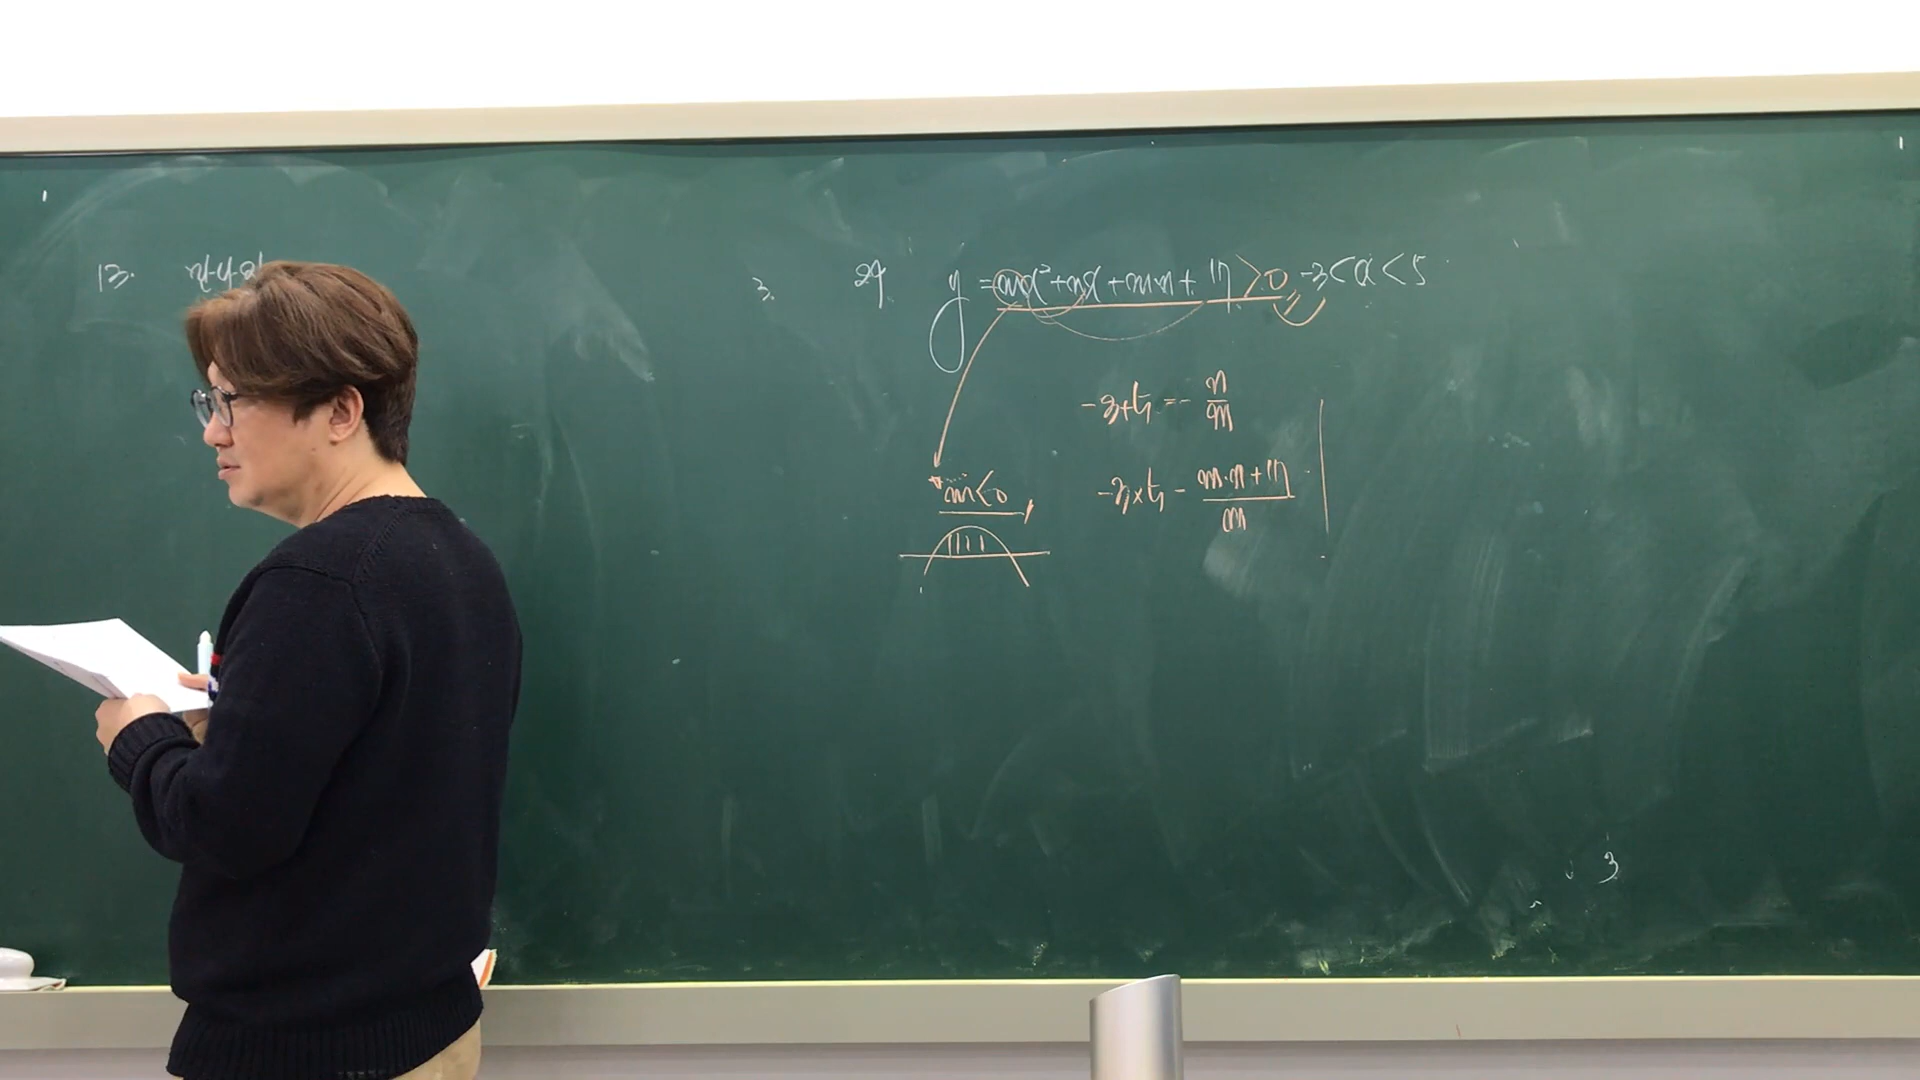 13.
3. 29 y = mx² + nx + mn + 17 > 0, -3 < x < 5
-3+5 = - n/m
m<0
-3×5 = (m·n+17)/m
3